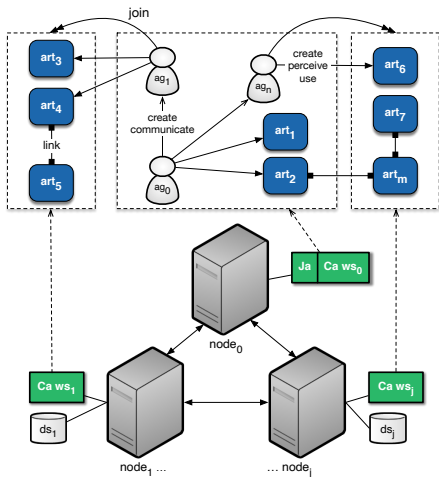 join
art3
ag1
create
perceive
use
art6
agn
art4
art7
create
communicate
art1
link
art5
ag0
art2
artm
Ja
Ca ws0
node0
Ca ws1
Ca wsj
ds1
dsj
node1 ...
... nodej